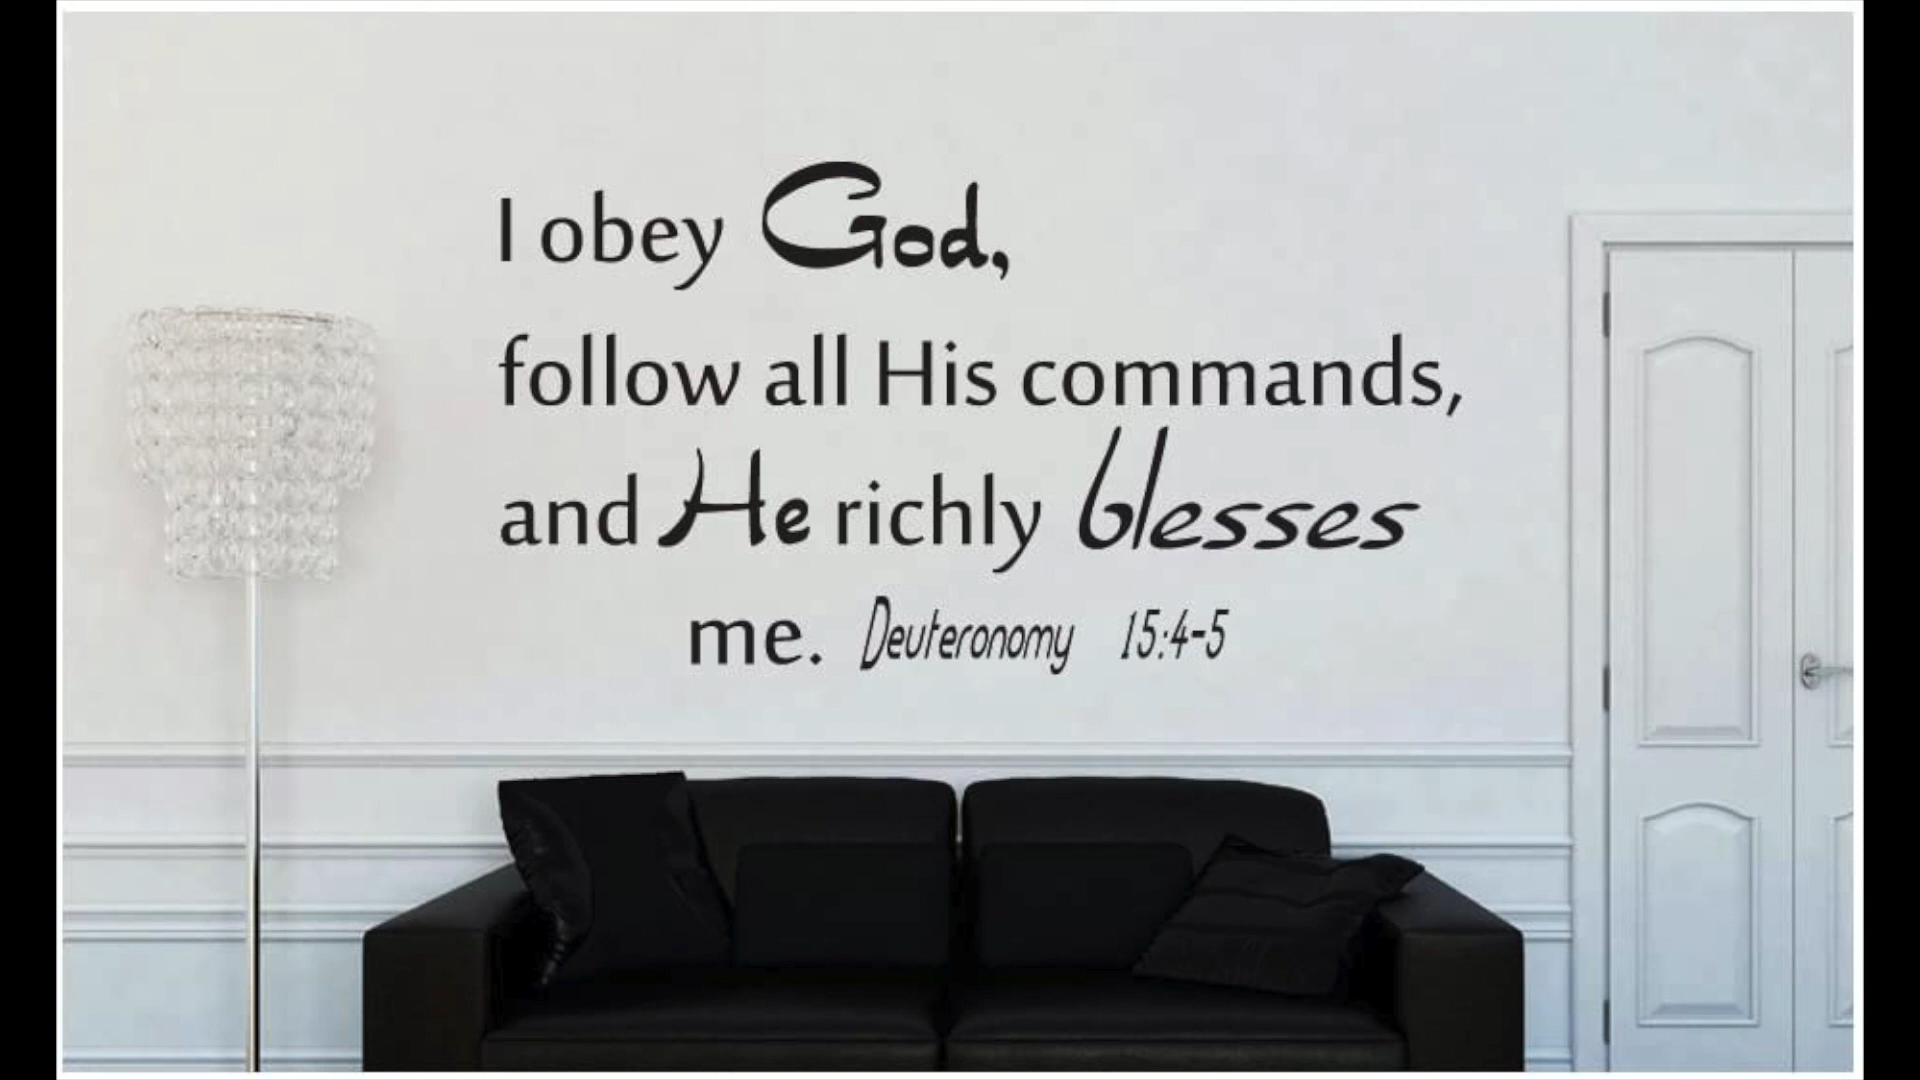 I obey God,
follow all His commands,
and He richly blesses
me. Deuteronomy 15:4-5